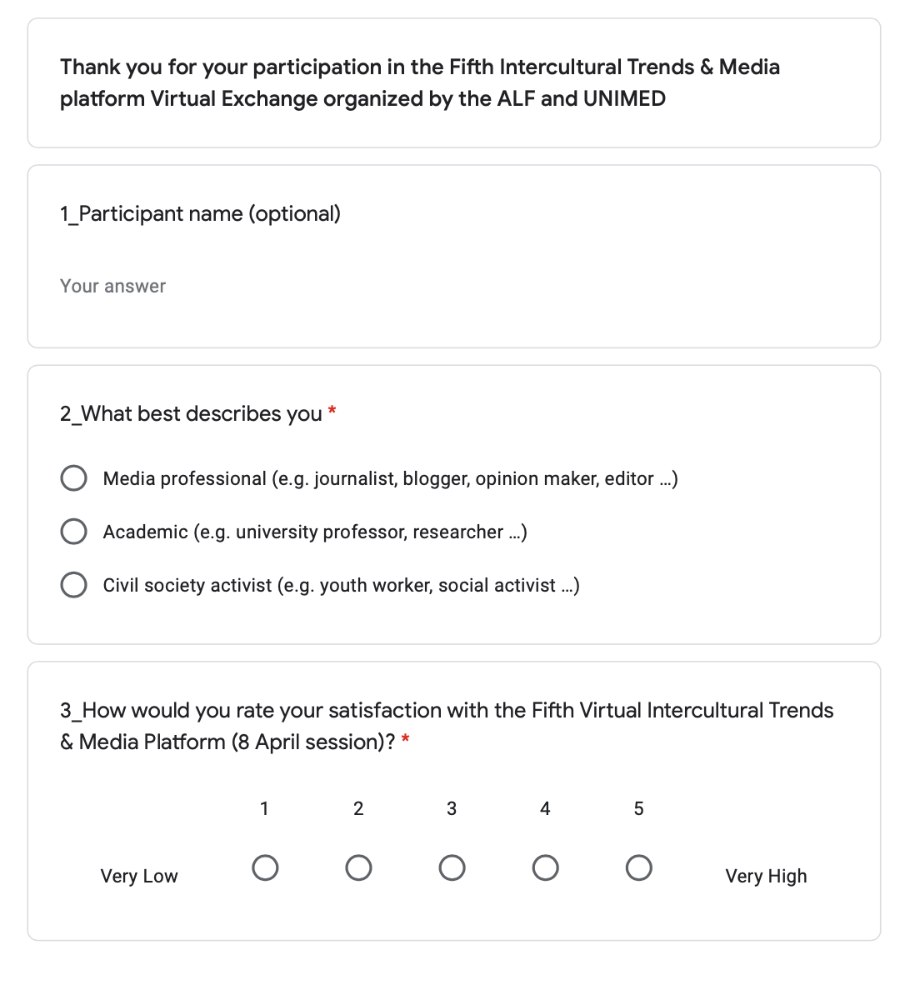 Thank you for your participation in the Fifth Intercultural Trends & Media
platform Virtual Exchange organized by the ALF and UNIMED
1_Participant name (optional)
Your answer
2_What best describes you *
Media professional (e.g. journalist, blogger, opinion maker, editor ...)
Academic (e.g. university professor, researcher ...)
Civil society activist (e.g. youth worker, social activist ...)
3_How would you rate your satisfaction with the Fifth Virtual Intercultural Trends
& Media Platform (8 April session)? *
1 2 3 4 5
Very Low Very High